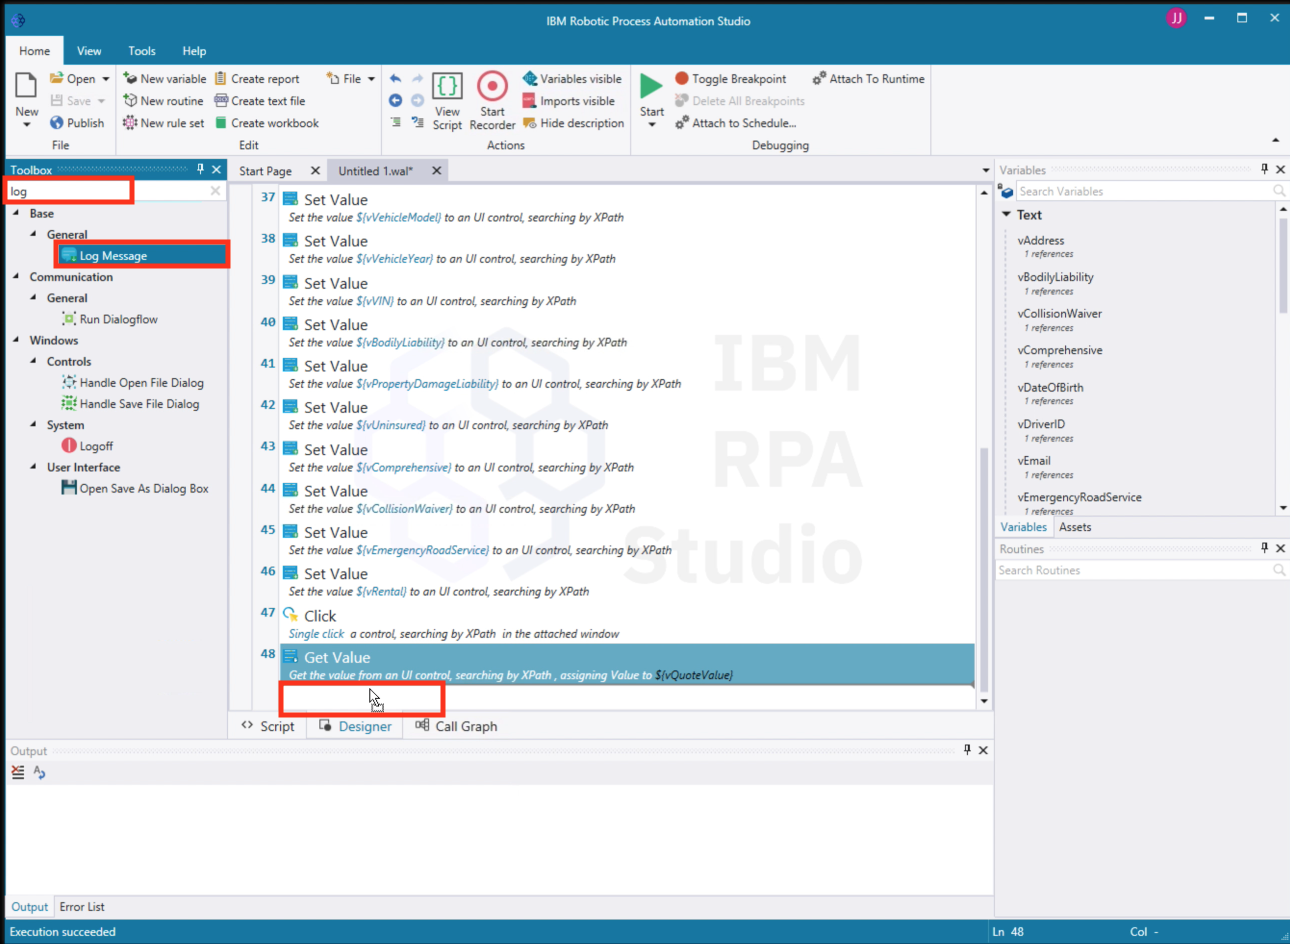 IBM Robotic Process Automation Studio
JJ
Home View Tools Help
New
Open
Save
Publish
File
New variable
New routine
New rule set
Create report
Create text file
Create workbook
File
Edit
View Script
Start Recorder
Variables visible
Imports visible
Hide description
Actions
Start
Toggle Breakpoint
Delete All Breakpoints
Attach to Schedule...
Attach To Runtime
Debugging
Toolbox
log
Base
General
Log Message
Communication
General
Run Dialogflow
Windows
Controls
Handle Open File Dialog
Handle Save File Dialog
System
Logoff
User Interface
Open Save As Dialog Box
Start Page
Untitled 1.wal*
37 Set Value
Set the value ${vVehicleModel} to an UI control, searching by XPath
38 Set Value
Set the value ${vVehicleYear} to an UI control, searching by XPath
39 Set Value
Set the value ${vVIN} to an UI control, searching by XPath
40 Set Value
Set the value ${vBodilyLiability} to an UI control, searching by XPath
41 Set Value
Set the value ${vPropertyDamageLiability} to an UI control, searching by XPath
42 Set Value
Set the value ${vUninsured} to an UI control, searching by XPath
43 Set Value
Set the value ${vComprehensive} to an UI control, searching by XPath
44 Set Value
Set the value ${vCollisionWaiver} to an UI control, searching by XPath
45 Set Value
Set the value ${vEmergencyRoadService} to an UI control, searching by XPath
46 Set Value
Set the value ${vRental} to an UI control, searching by XPath
47 Click
Single click a control, searching by XPath in the attached window
48 Get Value
Get the value from an UI control, searching by XPath , assigning Value to ${vQuoteValue}
IBM
RPA
Studio
Script
Designer
Call Graph
Variables
Search Variables
Text
vAddress
1 references
vBodilyLiability
1 references
vCollisionWaiver
1 references
vComprehensive
1 references
vDateOfBirth
1 references
vDriverID
1 references
vEmail
1 references
vEmergencyRoadService
1 references
Variables Assets
Routines
Search Routines
Output
Output Error List
Execution succeeded
Ln 48
Col -